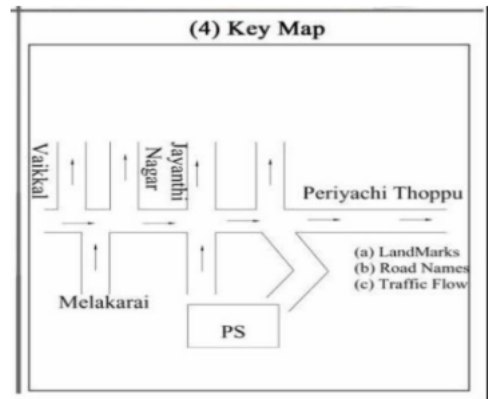 (4) Key Map
Vaikkal
Jayanthi
Nagar
Periyachi Thoppu
(a) LandMarks
(b) Road Names
(c) Traffic Flow
Melakarai
PS